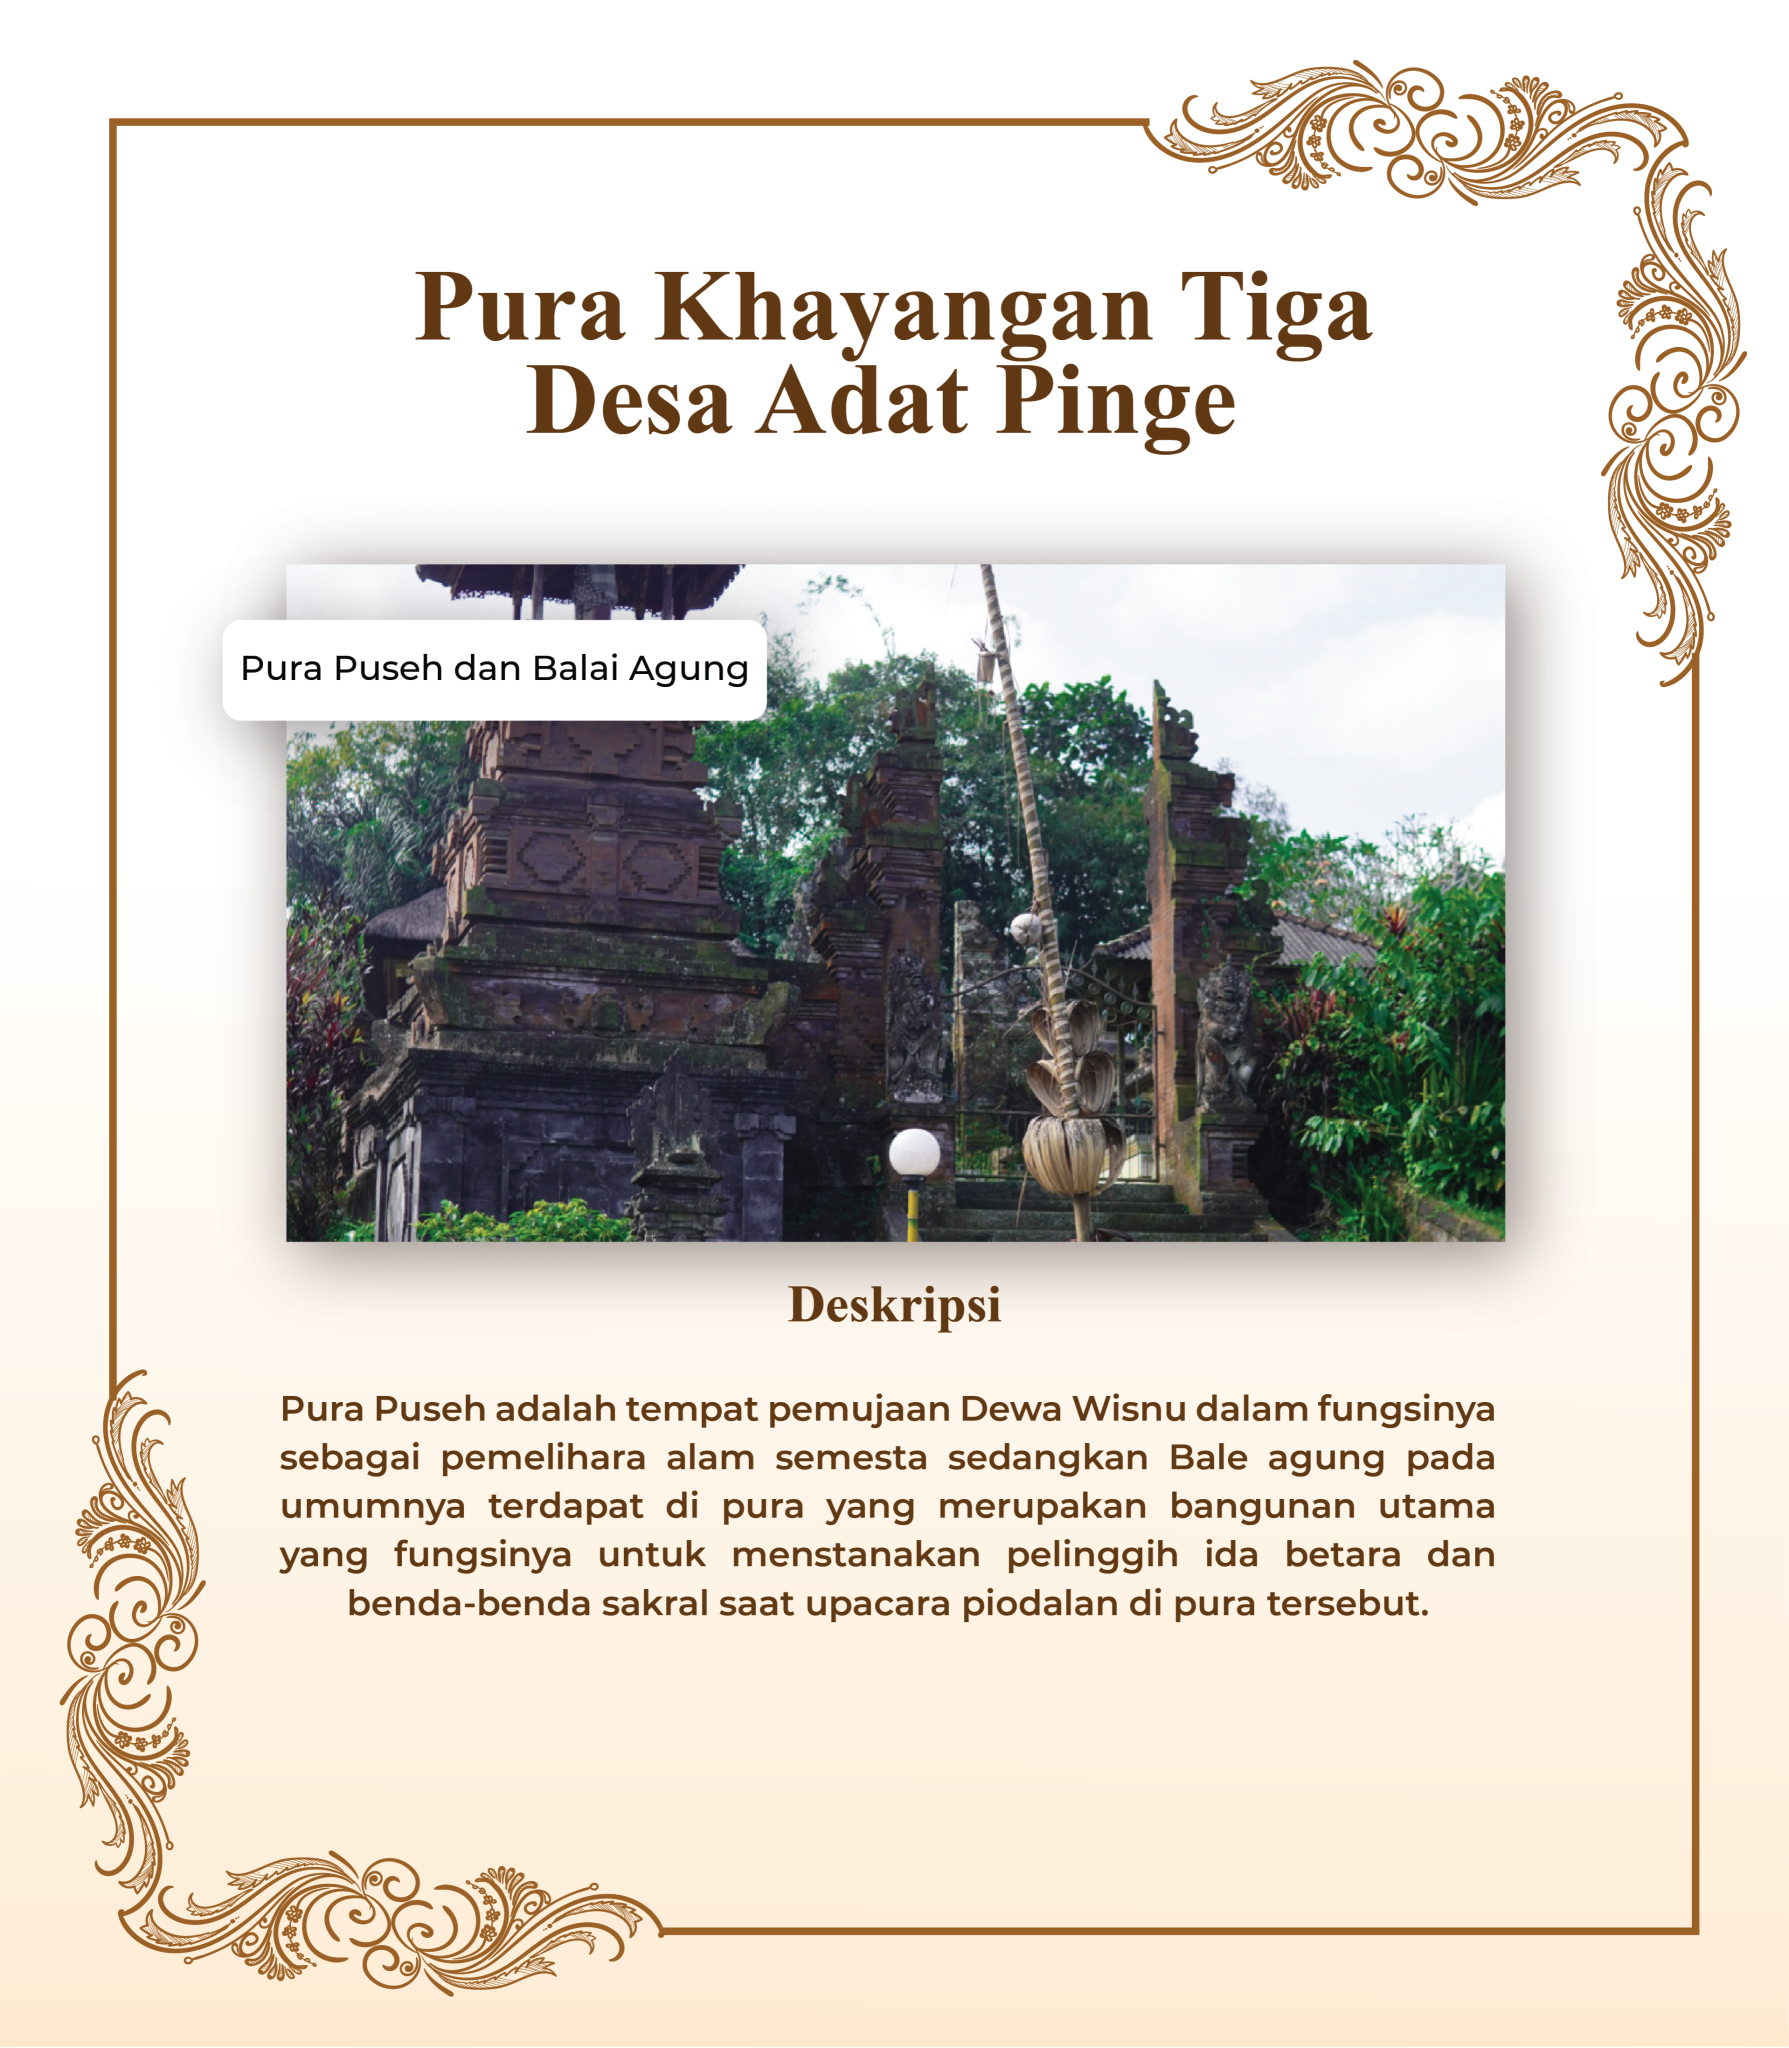 Pura Khayangan Tiga
Desa Adat Pinge
Pura Puseh dan Balai Agung
Deskripsi
Pura Puseh adalah tempat pemujaan Dewa Wisnu dalam fungsinya
sebagai pemelihara alam semesta sedangkan Bale agung pada
umumnya terdapat di pura yang merupakan bangunan utama
yang fungsinya untuk menstanakan pelinggih ida betara dan
benda-benda sakral saat upacara piodalan di pura tersebut.